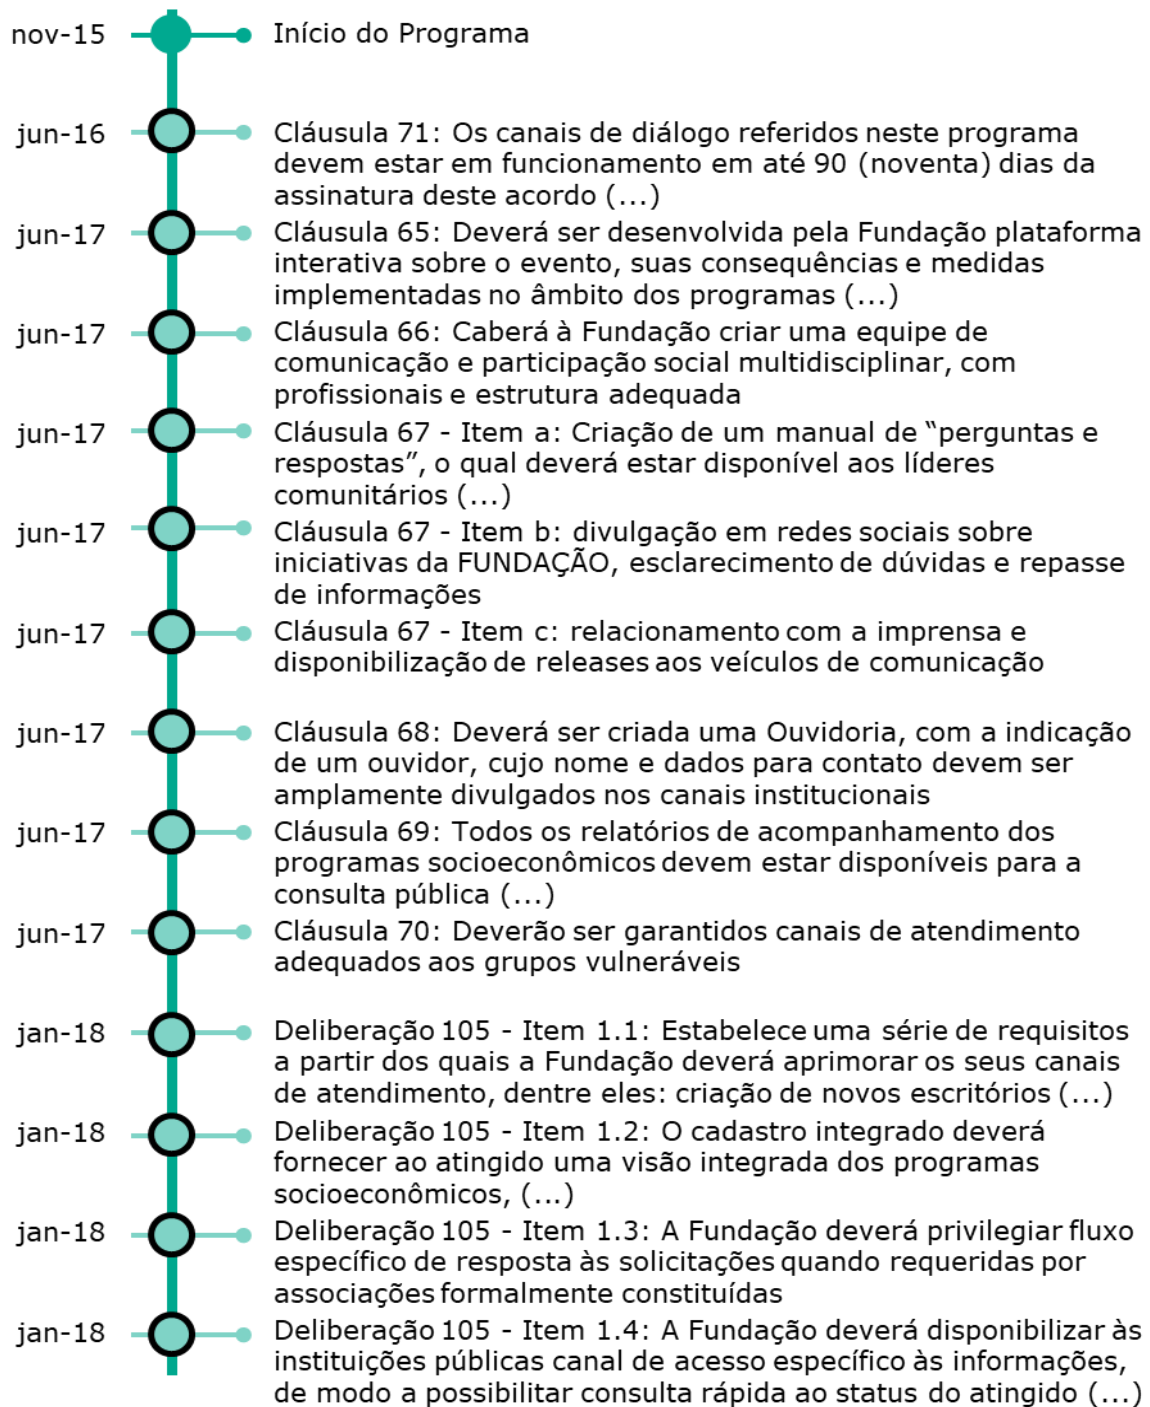 nov-15 Início do Programa
jun-16 Cláusula 71: Os canais de diálogo referidos neste programa
devem estar em funcionamento em até 90 (noventa) dias da
assinatura deste acordo (...)
jun-17 Cláusula 65: Deverá ser desenvolvida pela Fundação plataforma
interativa sobre o evento, suas consequências e medidas
implementadas no âmbito dos programas (...)
jun-17 Cláusula 66: Caberá à Fundação criar uma equipe de
comunicação e participação social multidisciplinar, com
profissionais e estrutura adequada
jun-17 Cláusula 67 - Item a: Criação de um manual de “perguntas e
respostas”, o qual deverá estar disponível aos líderes
comunitários (...)
jun-17 Cláusula 67 - Item b: divulgação em redes sociais sobre
iniciativas da FUNDAÇÃO, esclarecimento de dúvidas e repasse
de informações
jun-17 Cláusula 67 - Item c: relacionamento com a imprensa e
disponibilização de releases aos veículos de comunicação
jun-17 Cláusula 68: Deverá ser criada uma Ouvidoria, com a indicação
de um ouvidor, cujo nome e dados para contato devem ser
amplamente divulgados nos canais institucionais
jun-17 Cláusula 69: Todos os relatórios de acompanhamento dos
programas socioeconômicos devem estar disponíveis para a
consulta pública (...)
jun-17 Cláusula 70: Deverão ser garantidos canais de atendimento
adequados aos grupos vulneráveis
jan-18 Deliberação 105 - Item 1.1: Estabelece uma série de requisitos
a partir dos quais a Fundação deverá aprimorar os seus canais
de atendimento, dentre eles: criação de novos escritórios (...)
jan-18 Deliberação 105 - Item 1.2: O cadastro integrado deverá
fornecer ao atingido uma visão integrada dos programas
socioeconômicos, (...)
jan-18 Deliberação 105 - Item 1.3: A Fundação deverá privilegiar fluxo
específico de resposta às solicitações quando requeridas por
associações formalmente constituídas
jan-18 Deliberação 105 - Item 1.4: A Fundação deverá disponibilizar às
instituições públicas canal de acesso específico às informações,
de modo a possibilitar consulta rápida ao status do atingido (...)